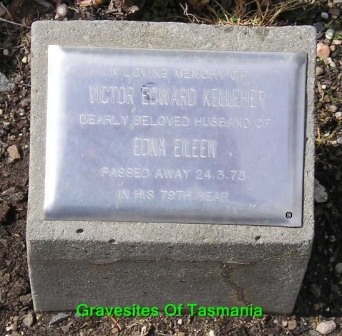 IN LOVING MEMORY OF
VICTOR EDWARD KELLEHER
DEARLY BELOVED HUSBAND OF
EDNA EILEEN
PASSED AWAY 24.3.73
IN HIS 79TH YEAR
Gravesites Of Tasmania